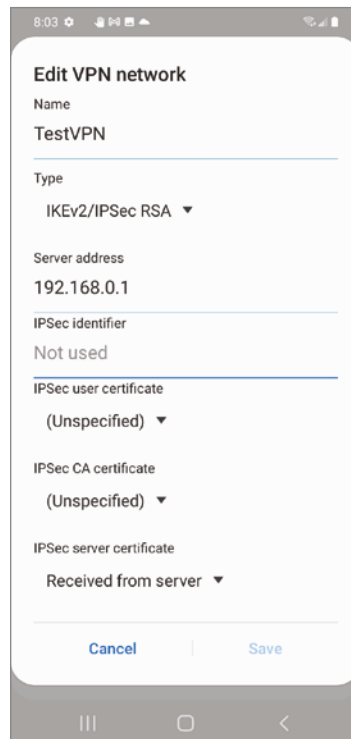 8:03
Edit VPN network
Name
TestVPN
Type
IKEv2/IPSec RSA
Server address
192.168.0.1
IPSec identifier
Not used
IPSec user certificate
(Unspecified)
IPSec CA certificate
(Unspecified)
IPSec server certificate
Received from server
Cancel Save